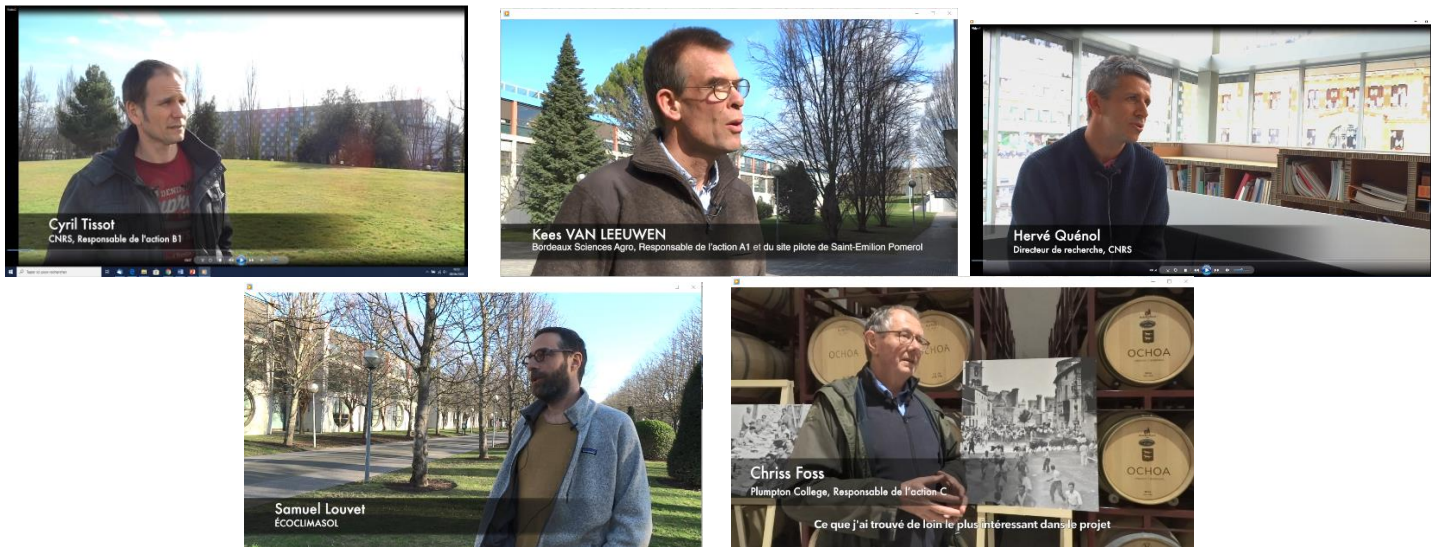 Cyril Tissot
CNRS, Responsable de l'action B1
Kees VAN LEEUWEN
Bordeaux Sciences Agro, Responsable de l'action A1 et du site pilote de Saint-Emilion Pomerol
Hervé Quénol
Directeur de recherche, CNRS
Samuel Louvet
ÉCOCLIMASOL
OCHOA
OCHOA
OCHOA
OCHOA
Chriss Foss
Plumpton College, Responsable de l'action C
Ce que j'ai trouvé de loin le plus intéressant dans le projet